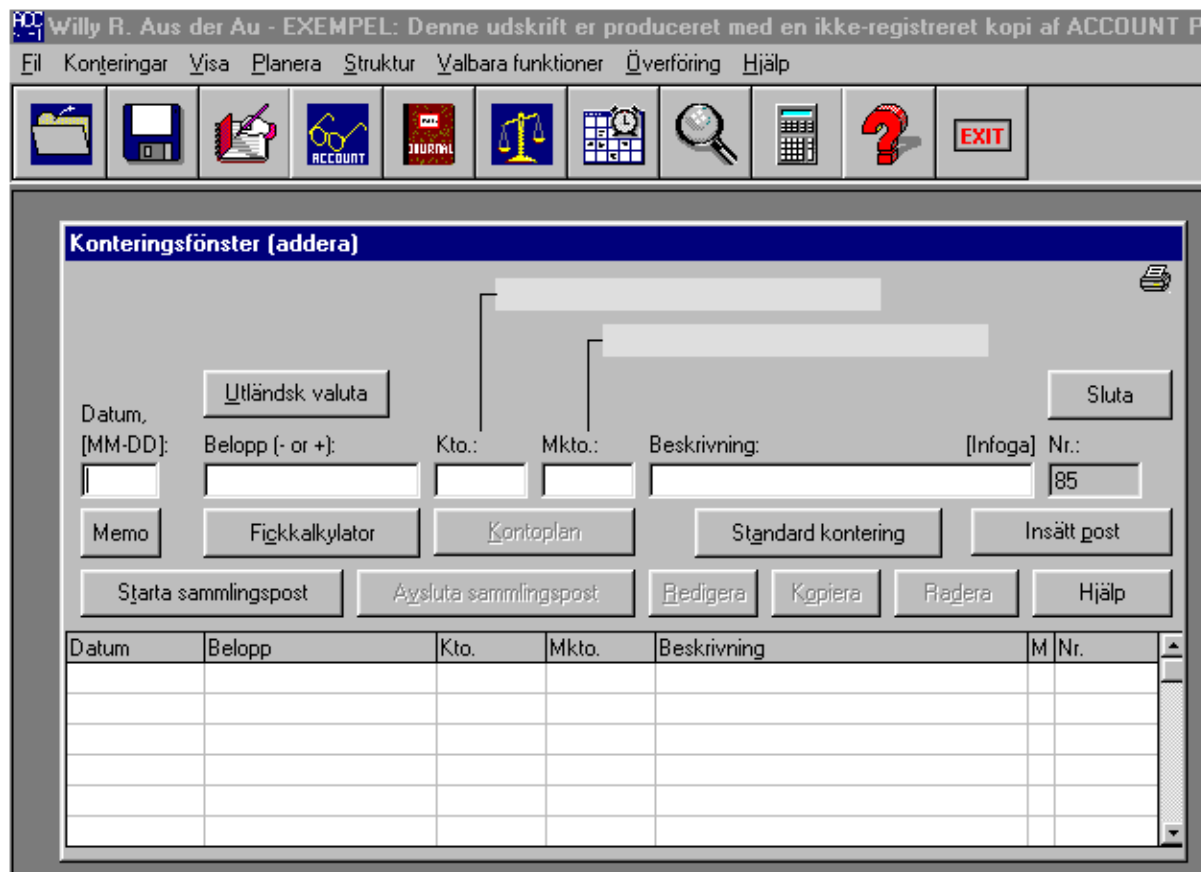 Willy R. Aus der Au - EXEMPEL: Denne udskrift er produceret med en ikke-registreret kopi af ACCOUNT
Fil Konteringar Visa Planera Struktur Valbara funktioner Överföring Hjälp
ACCOUNT JOURNAL EXIT
Konteringsfönster (addera)
Utländsk valuta Sluta
Datum,
[MM-DD]: Belopp (- or +): Kto.: Mkto.: Beskrivning: [Infoga] Nr.:
85
Memo Fickkalkylator Kontoplan Standard kontering Insätt post
Starta sammlingspost Avsluta sammlingspost Redigera Kopiera Radera Hjälp
Datum Belopp Kto. Mkto. Beskrivning M Nr.